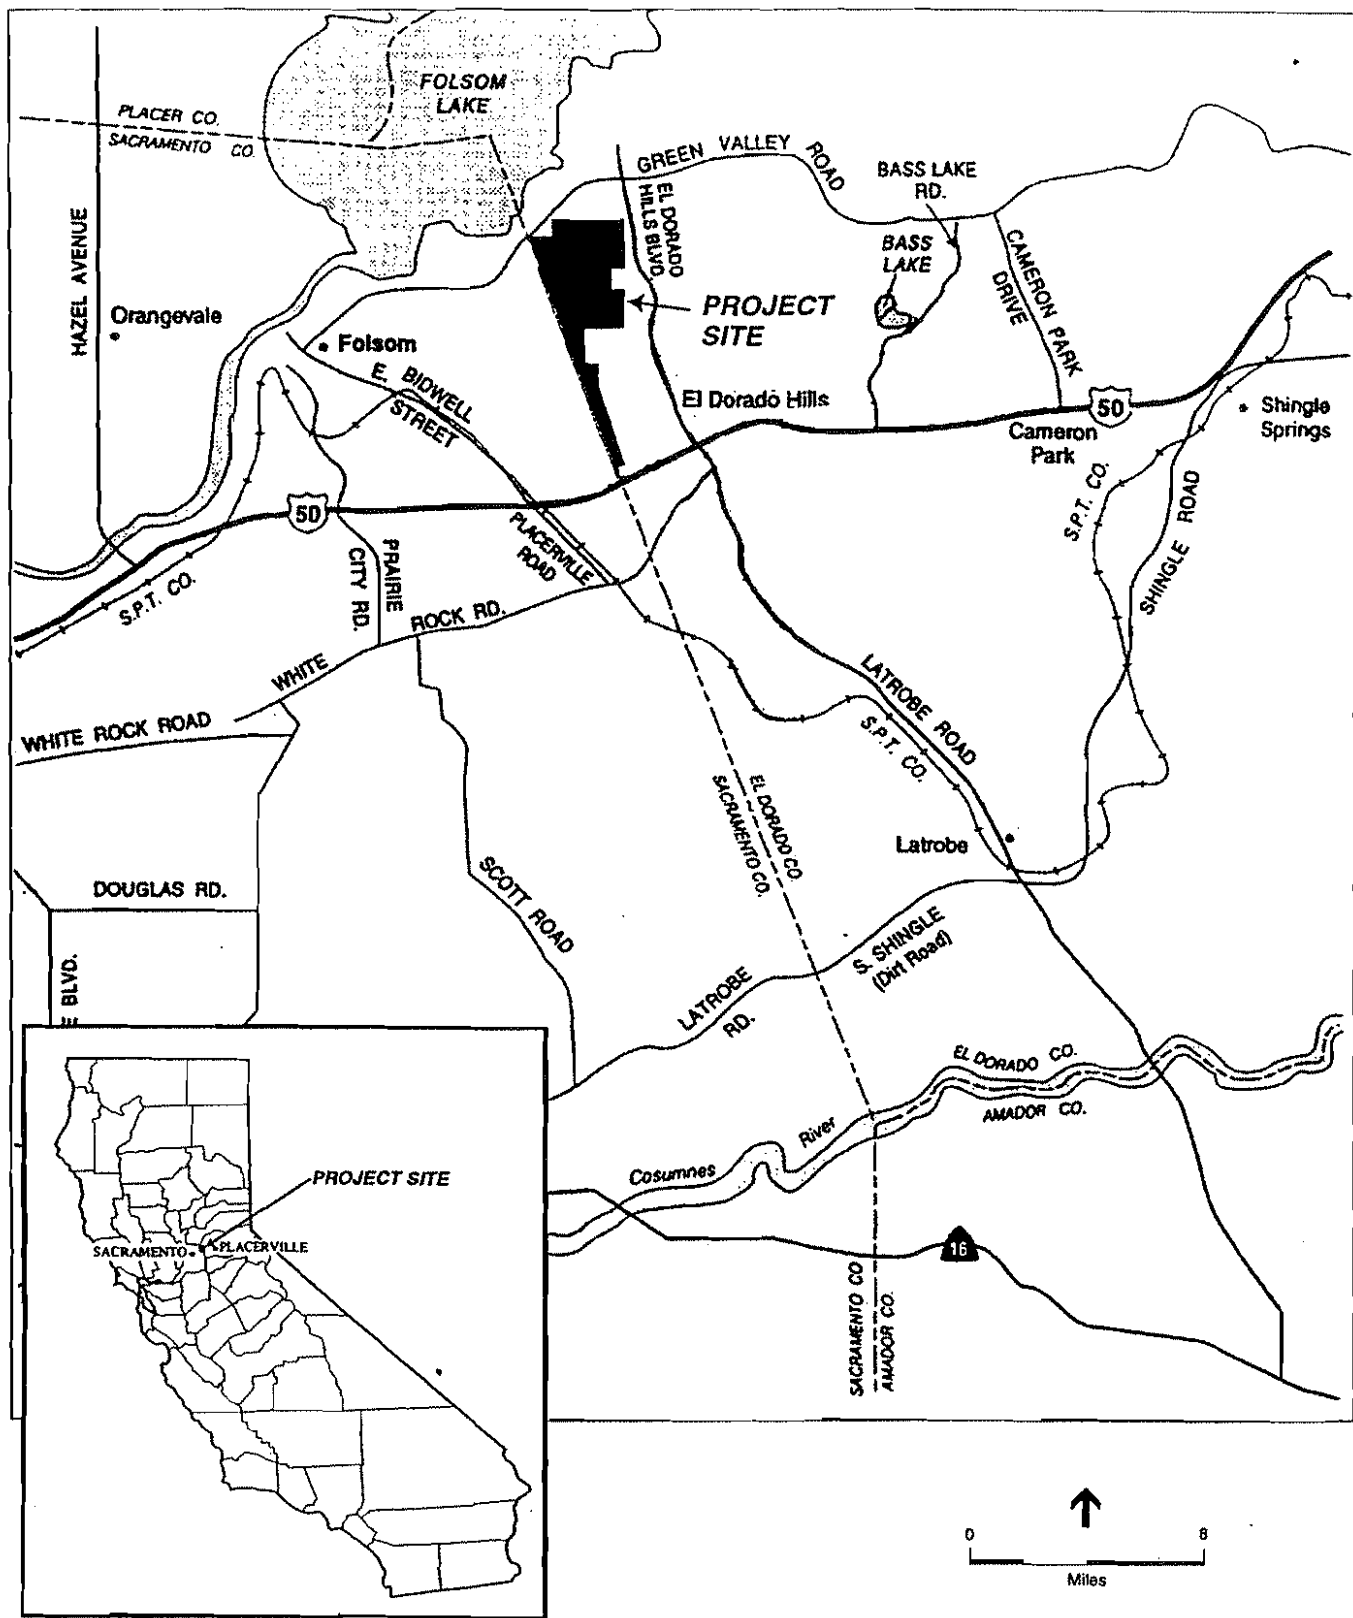 FOLSOM
LAKE
PLACER CO.
SACRAMENTO CO.
GREEN VALLEY
ROAD
BASS LAKE
RD.
HAZEL AVENUE
EL DORADO
HILLS BLVD.
BASS
LAKE
CAMERON PARK
DRIVE
Orangevale
PROJECT
SITE
Folsom
E. BIDWELL
STREET
El Dorado Hills
50
Cameron
Park
Shingle
Springs
50
S.P.T. CO.
SHINGLE ROAD
PLACERVILLE
ROAD
PRAIRIE
CITY RD.
S.P.T. CO.
ROCK RD.
WHITE
WHITE ROCK ROAD
LATROBE ROAD
S.P.T. CO.
EL DORADO CO.
SACRAMENTO CO.
Latrobe
DOUGLAS RD.
SCOTT ROAD
S. SHINGLE
(Dirt Road)
LATROBE
RD.
E BLVD.
EL DORADO CO.
AMADOR CO.
River
Cosumnes
PROJECT SITE
SACRAMENTO
PLACERVILLE
16
SACRAMENTO CO
AMADOR CO.
0 8
Miles